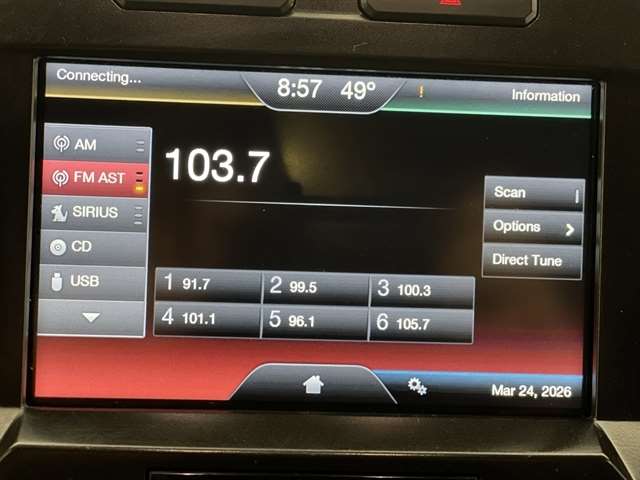 Connecting...
8:57 49°
!
Information
AM
FM AST
SIRIUS
CD
USB
103.7
Scan
Options
Direct Tune
1 91.7
2 99.5
3 100.3
4 101.1
5 96.1
6 105.7
Mar 24, 2026